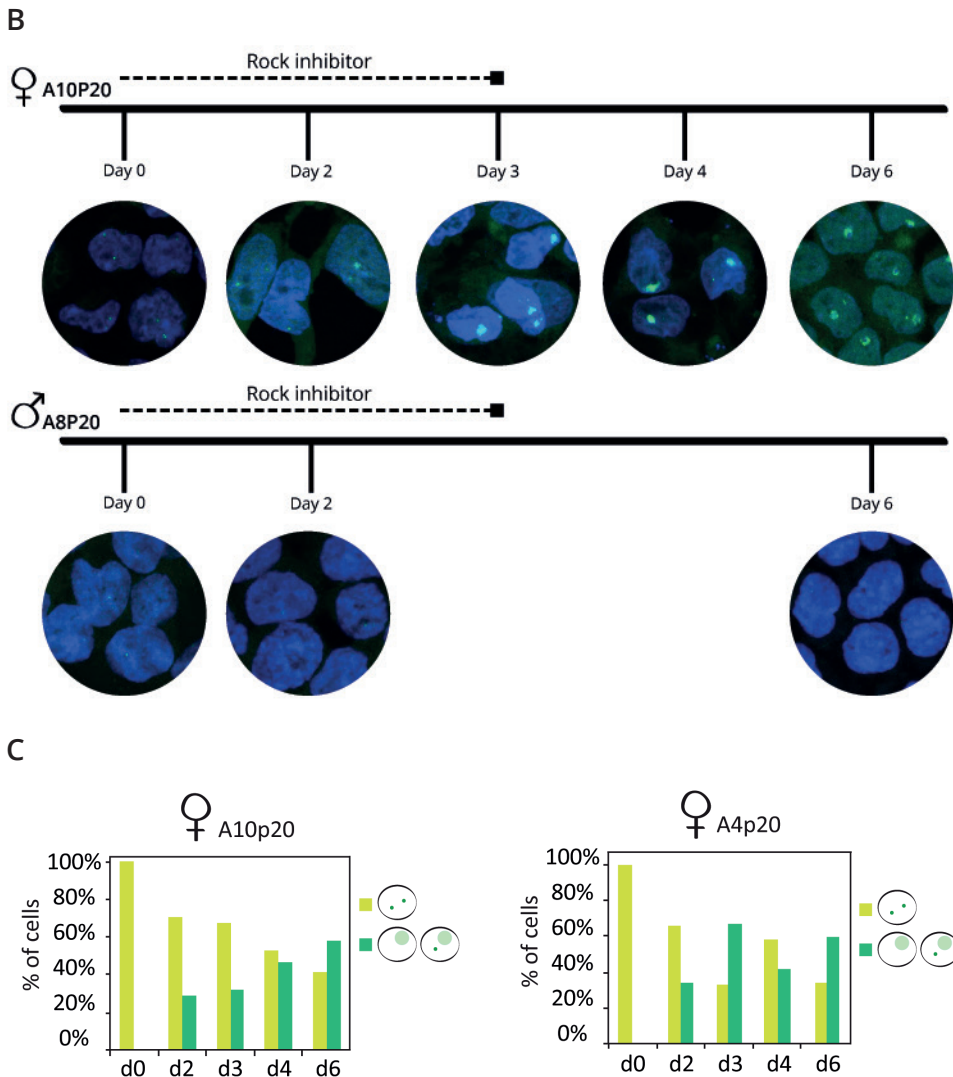 B
Rock inhibitor
♀ A10P20
Day 0 Day 2 Day 3 Day 4 Day 6
Rock inhibitor
♂ A8P20
Day 0 Day 2 Day 6
C
♀ A10p20
100%
80%
60%
40%
20%
0%
% of cells
d0 d2 d3 d4 d6
♀ A4p20
100%
80%
60%
40%
20%
0%
% of cells
d0 d2 d3 d4 d6